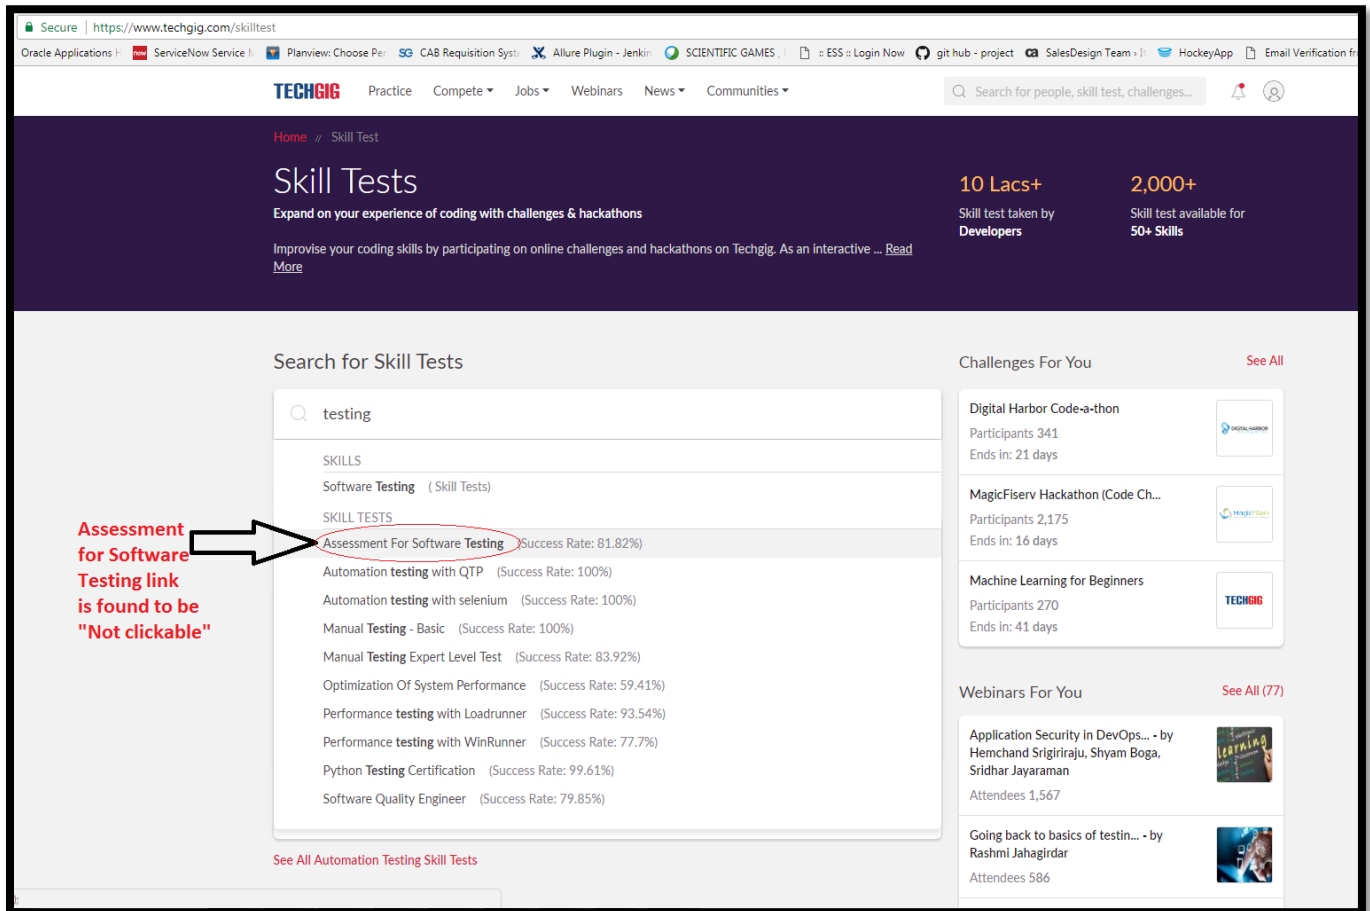 Secure | https://www.techgig.com/skilltest
Oracle Applications H ServiceNow Service M Planview: Choose Per CAB Requisition Syste Allure Plugin - Jenkin SCIENTIFIC GAMES , :: ESS :: Login Now git hub - project SalesDesign Team › HockeyApp Email Verification fr
TECHGIG Practice Compete Jobs Webinars News Communities Search for people, skill test, challenges...
Home // Skill Test
Skill Tests
Expand on your experience of coding with challenges & hackathons
Improvise your coding skills by participating on online challenges and hackathons on Techgig. As an interactive ... Read
More
10 Lacs+
Skill test taken by
Developers
2,000+
Skill test available for
50+ Skills
Search for Skill Tests
testing
SKILLS
Software Testing ( Skill Tests)
SKILL TESTS
Assessment For Software Testing (Success Rate: 81.82%)
Automation testing with QTP (Success Rate: 100%)
Automation testing with selenium (Success Rate: 100%)
Manual Testing - Basic (Success Rate: 100%)
Manual Testing Expert Level Test (Success Rate: 83.92%)
Optimization Of System Performance (Success Rate: 59.41%)
Performance testing with Loadrunner (Success Rate: 93.54%)
Performance testing with WinRunner (Success Rate: 77.7%)
Python Testing Certification (Success Rate: 99.61%)
Software Quality Engineer (Success Rate: 79.85%)
See All Automation Testing Skill Tests
Assessment
for Software
Testing link
is found to be
"Not clickable"
Challenges For You See All
Digital Harbor Code-a-thon
Participants 341
Ends in: 21 days
DIGITAL HARBOR
MagicFiserv Hackathon (Code Ch...
Participants 2,175
Ends in: 16 days
MagicFiserv
Machine Learning for Beginners
Participants 270
Ends in: 41 days
TECHGIG
Webinars For You See All (77)
Application Security in DevOps... - by
Hemchand Srigiriraju, Shyam Boga,
Sridhar Jayaraman
Attendees 1,567
learning
Going back to basics of testin... - by
Rashmi Jahagirdar
Attendees 586